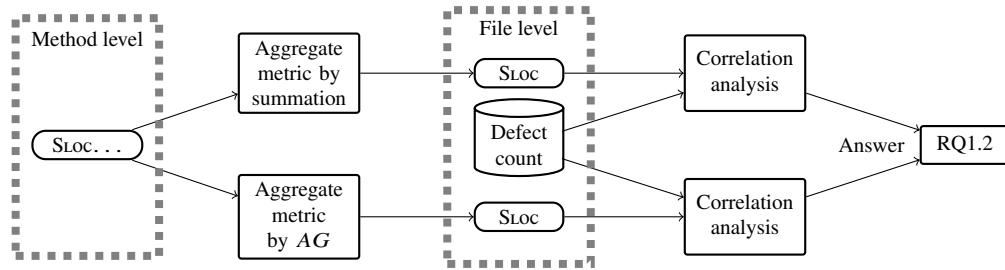 Method level
SLOC...
Aggregate
metric by
summation
Aggregate
metric
by AG
File level
SLOC
Defect
count
SLOC
Correlation
analysis
Correlation
analysis
Answer
RQ1.2